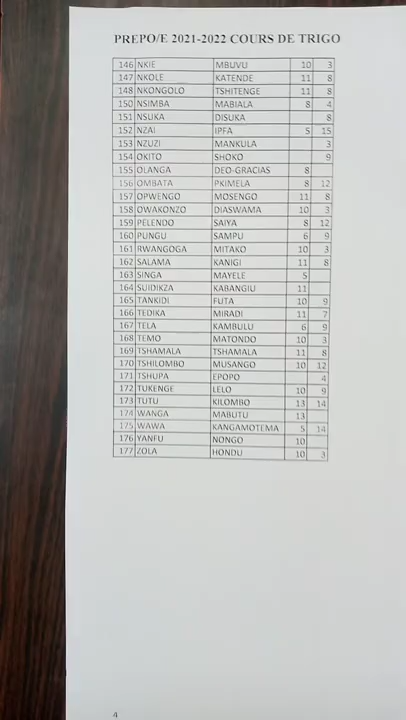 PREPO/E 2021-2022 COURS DE TRIGO
146 NKIE MBUVU 10 3
147 NKOLE KATENDE 11 8
148 NKONGOLO TSHITENGE 11 8
150 NSIMBA MABIALA 8 4
151 NSUKA DISUKA 8
152 NZAI IPFA 5 15
153 NZUZI MANKULA 3
154 OKITO SHOKO 9
155 OLANGA DEO-GRACIAS 8
156 OMBATA PKIMELA 8 12
157 OPWENGO MOSENGO 11 8
158 OWAKONZO DIASWAMA 10 3
159 PELENDO SAIYA 8 12
160 PUNGU SAMPU 6 9
161 RWANGOGA MITAKO 10 3
162 SALAMA KANIGI 11 8
163 SINGA MAYELE 5
164 SUIDIKZA KABANGIU 11
165 TANKIDI FUTA 10 9
166 TEDIKA MIRADI 11 7
167 TELA KAMBULU 6 9
168 TEMO MATONDO 10 3
169 TSHAMALA TSHAMALA 11 8
170 TSHILOMBO MUSANGO 10 12
171 TSHUPA EPOPO 4
172 TUKENGE LELO 10 9
173 TUTU KILOMBO 13 14
174 WANGA MABUTU 13
175 WAWA KANGAMOTEMA 5 14
176 YANFU NONGO 10
177 ZOLA HONDU 10 3
4